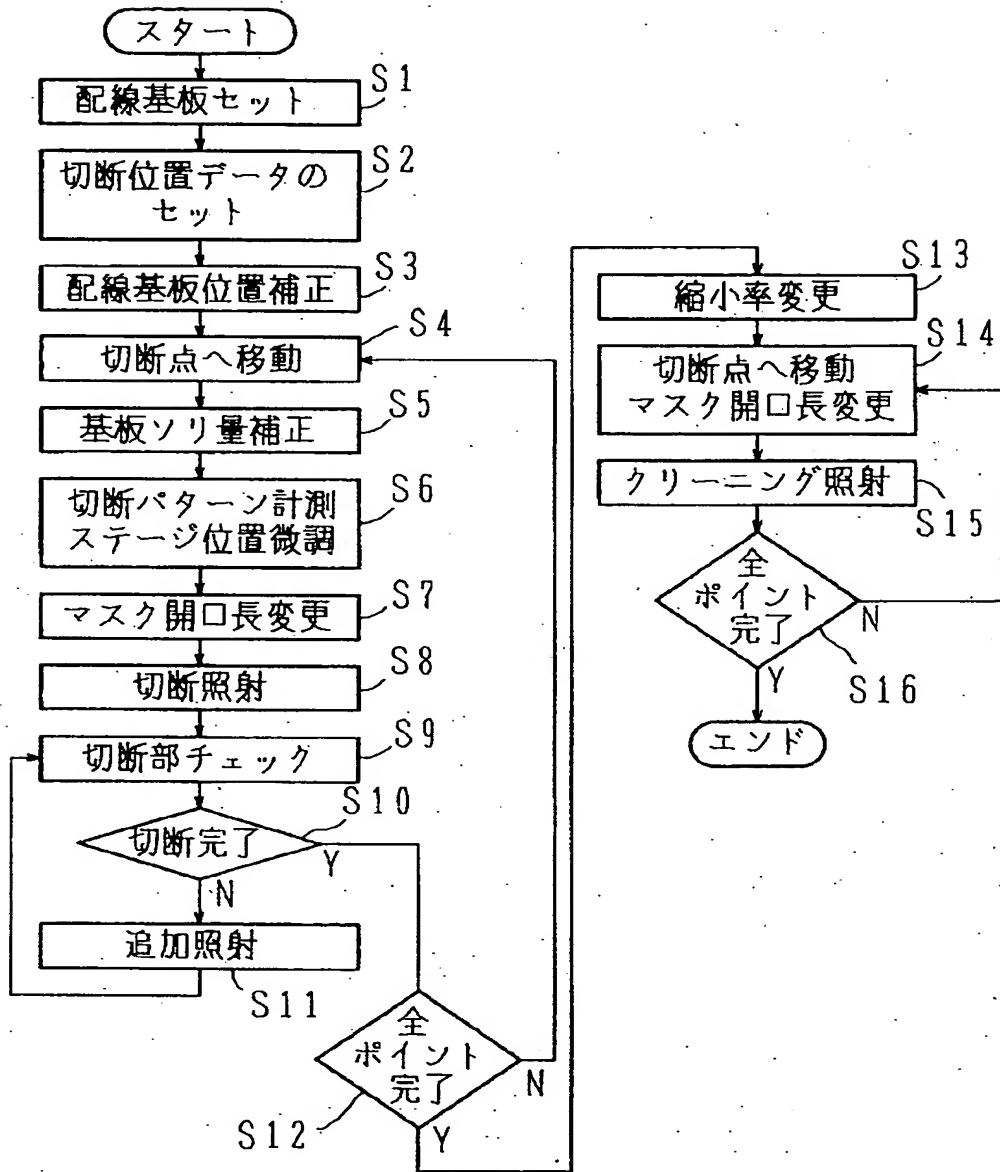 スタート
配線基板セット
S1
切断位置データの
セット
S2
配線基板位置補正
S3
切断点へ移動
S4
基板ソリ量補正
S5
切断パターン計測
ステージ位置微調
S6
マスク開口長変更
S7
切断照射
S8
切断部チェック
S9
切断完了
S10
Y
N
追加照射
S11
全
ポイント
完了
N
S12
Y
縮小率変更
S13
切断点へ移動
マスク開口長変更
S14
クリーニング照射
S15
全
ポイント
完了
N
S16
Y
エンド